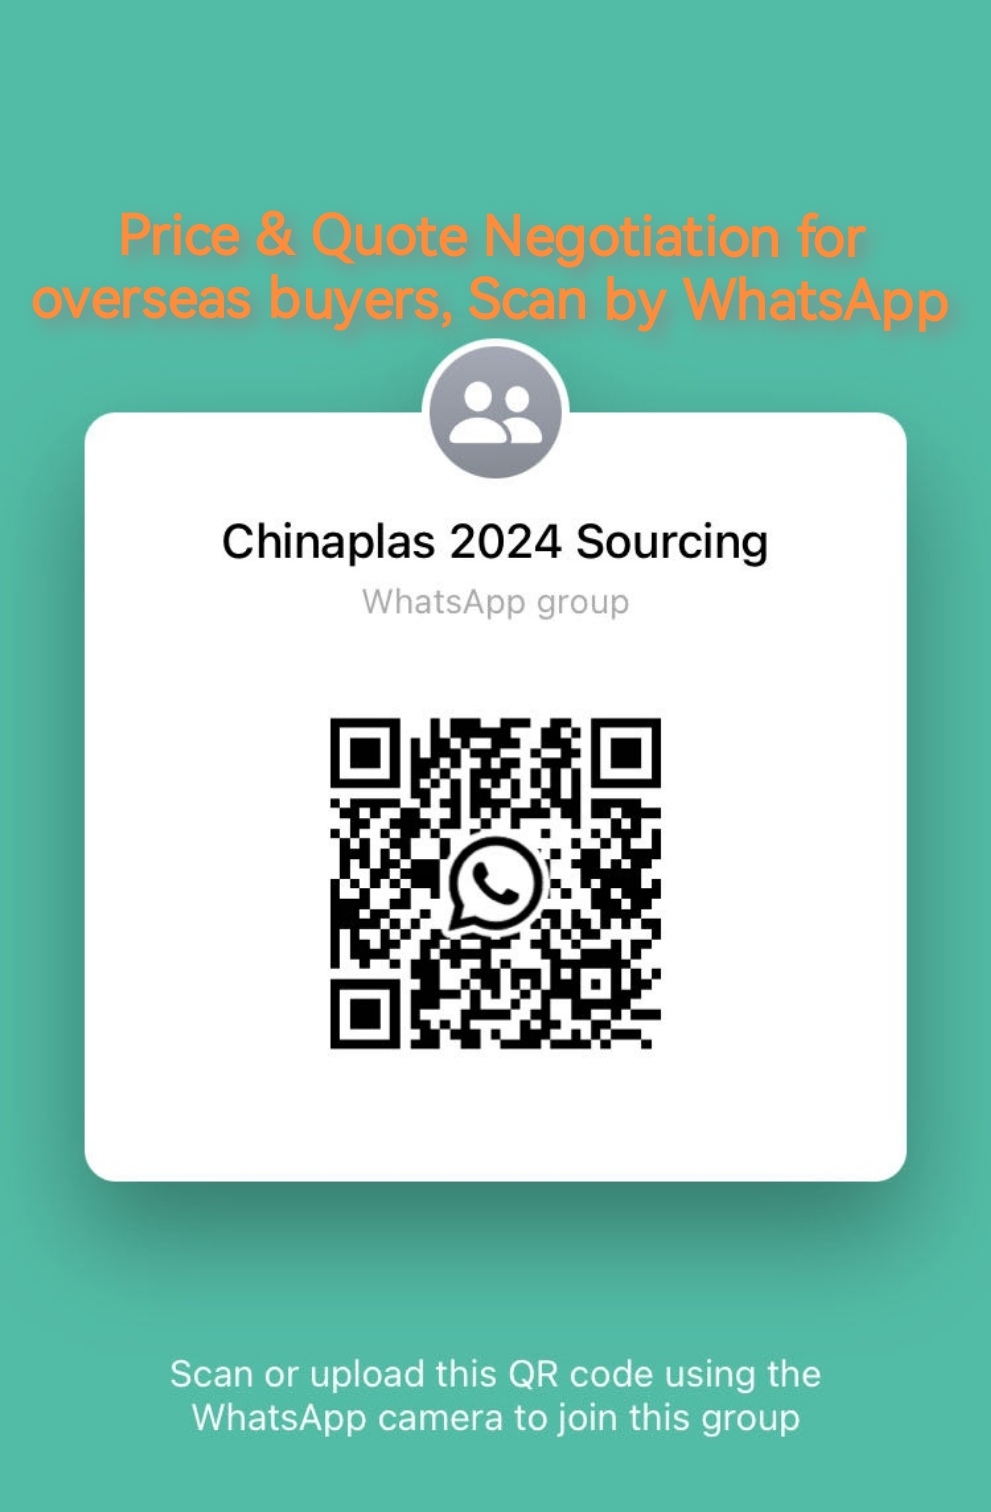 Price & Quote Negotiation for
overseas buyers, Scan by WhatsApp
Chinaplas 2024 Sourcing
WhatsApp group
Scan or upload this QR code using the
WhatsApp camera to join this group